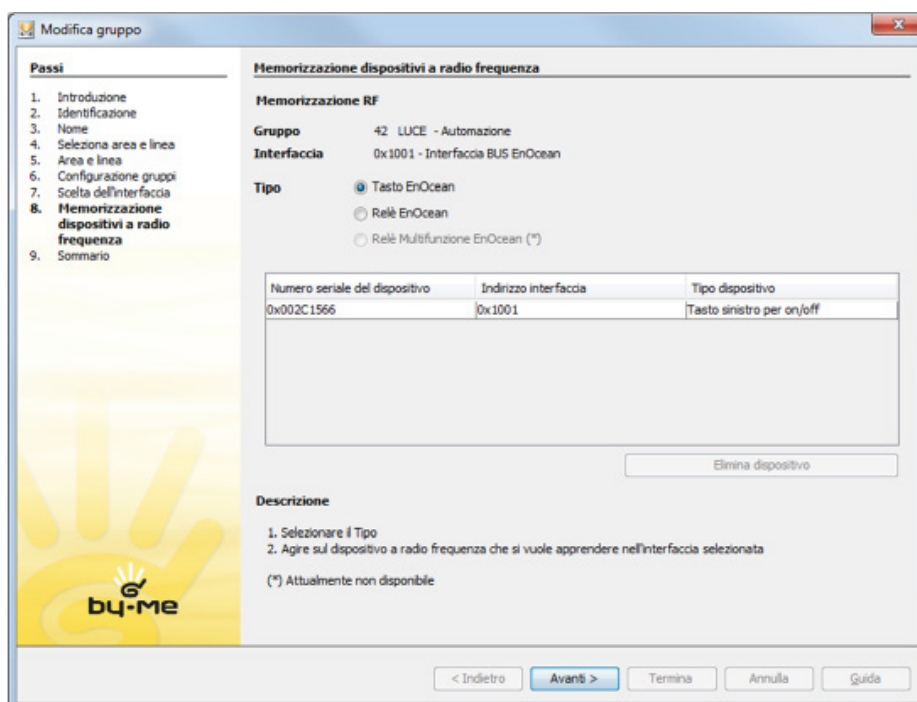 Modifica gruppo
Passi
1. Introduzione
2. Identificazione
3. Nome
4. Seleziona area e linea
5. Area e linea
6. Configurazione gruppi
7. Scelta dell'interfaccia
8. Memorizzazione
dispositivi a radio
frequenza
9. Sommario
by-me
Memorizzazione dispositivi a radio frequenza
Memorizzazione RF
Gruppo 42 LUCE - Automazione
Interfaccia 0x1001 - Interfaccia BUS EnOcean
Tipo Tasto EnOcean
Relè EnOcean
Relè Multifunzione EnOcean (*)
Numero seriale del dispositivo Indirizzo interfaccia Tipo dispositivo
0x002C1566 0x1001 Tasto sinistro per on/off
Elimina dispositivo
Descrizione
1. Selezionare il Tipo
2. Agire sul dispositivo a radio frequenza che si vuole apprendere nell'interfaccia selezionata
(*) Attualmente non disponibile
< Indietro Avanti > Termina Annulla Guida